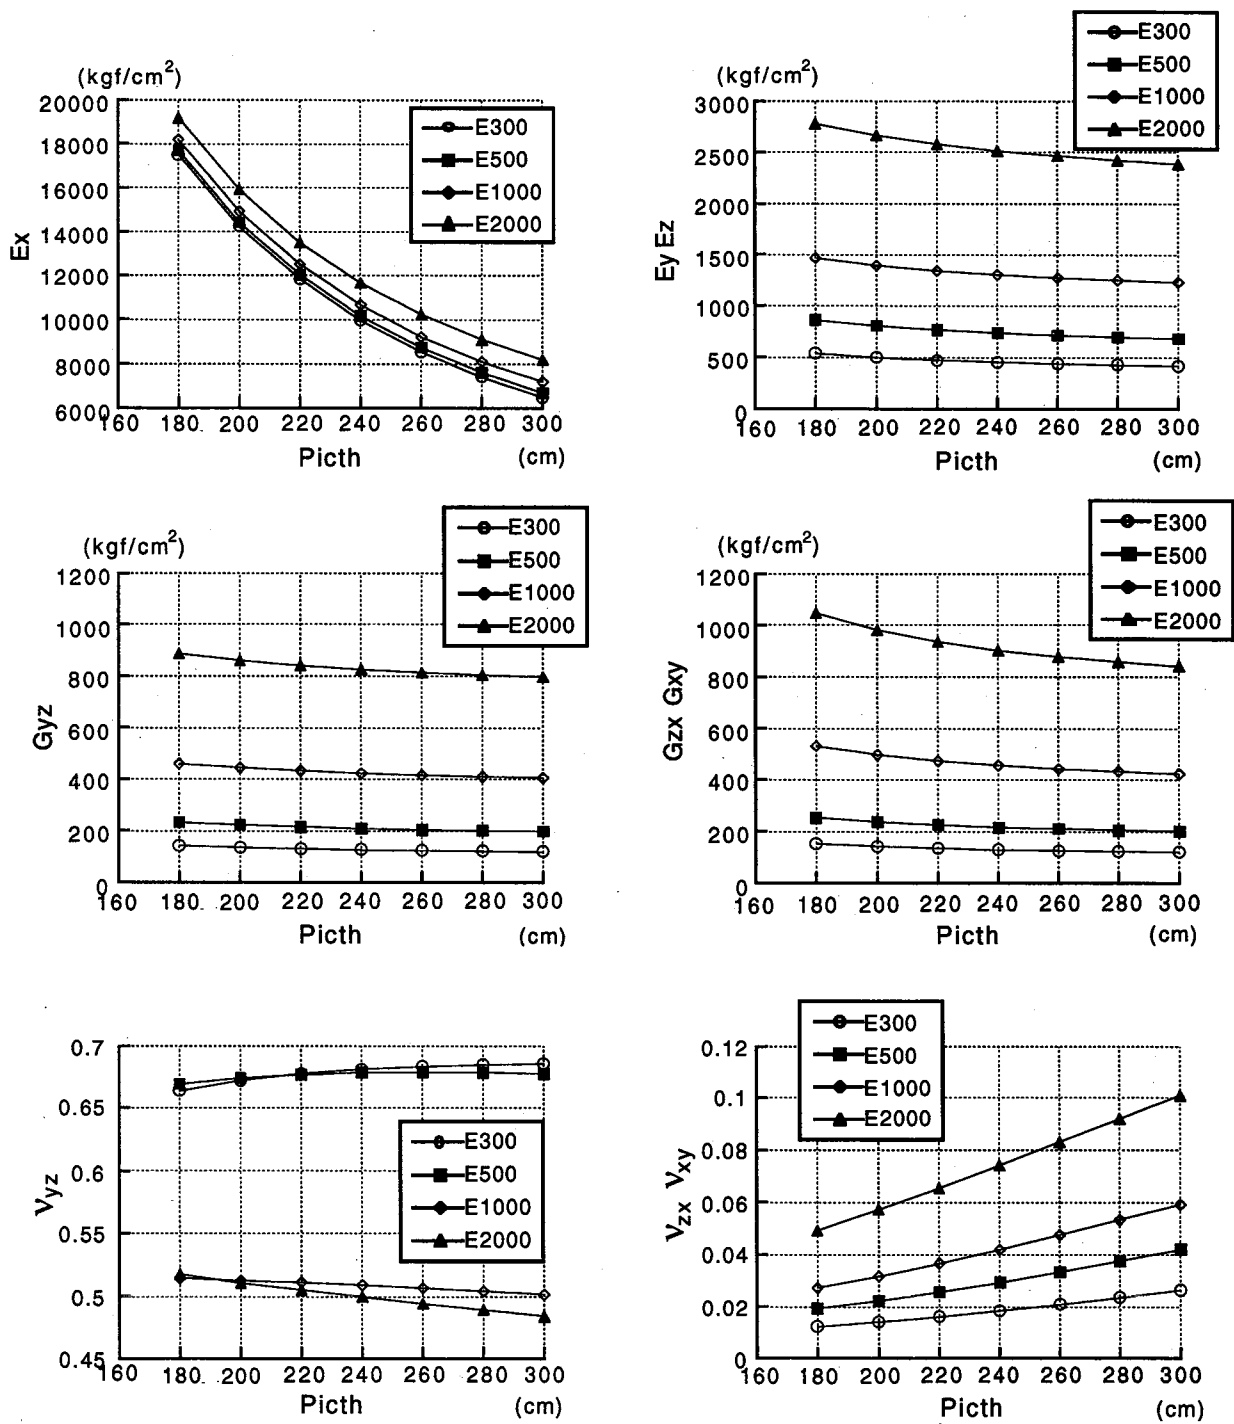 (kgf/cm2)
20000
18000
16000
14000
12000
10000
8000
6000
Ex
160 180 200 220 240 260 280 300
Picth (cm)
E300
E500
E1000
E2000
(kgf/cm2)
3000
2500
2000
1500
1000
500
0
Ey Ez
160 180 200 220 240 260 280 300
Picth (cm)
E300
E500
E1000
E2000
(kgf/cm2)
1200
1000
800
600
400
200
0
Gyz
160 180 200 220 240 260 280 300
Picth (cm)
E300
E500
E1000
E2000
(kgf/cm2)
1200
1000
800
600
400
200
0
Gzx Gxy
160 180 200 220 240 260 280 300
Picth (cm)
E300
E500
E1000
E2000
0.7
0.65
0.6
0.55
0.5
0.45
νyz
160 180 200 220 240 260 280 300
Picth (cm)
E300
E500
E1000
E2000
0.12
0.1
0.08
0.06
0.04
0.02
0
νzx νxy
160 180 200 220 240 260 280 300
Picth (cm)
E300
E500
E1000
E2000